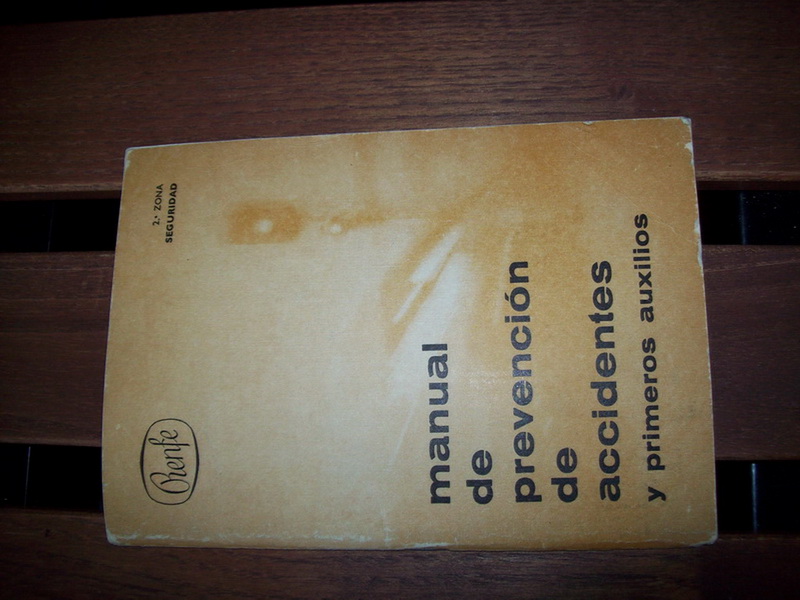 Renfe
2.ª ZONA
SEGURIDAD
manual
de
prevención
de
accidentes
y primeros auxilios